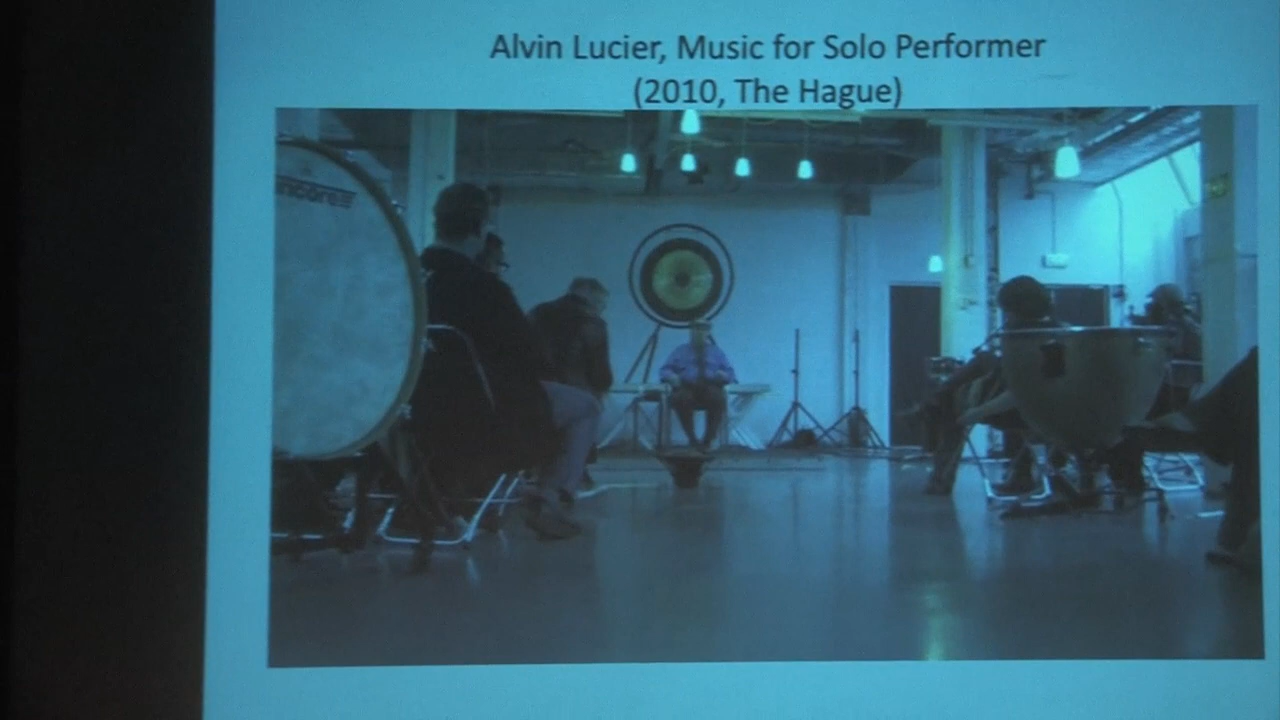 Alvin Lucier, Music for Solo Performer
(2010, The Hague)